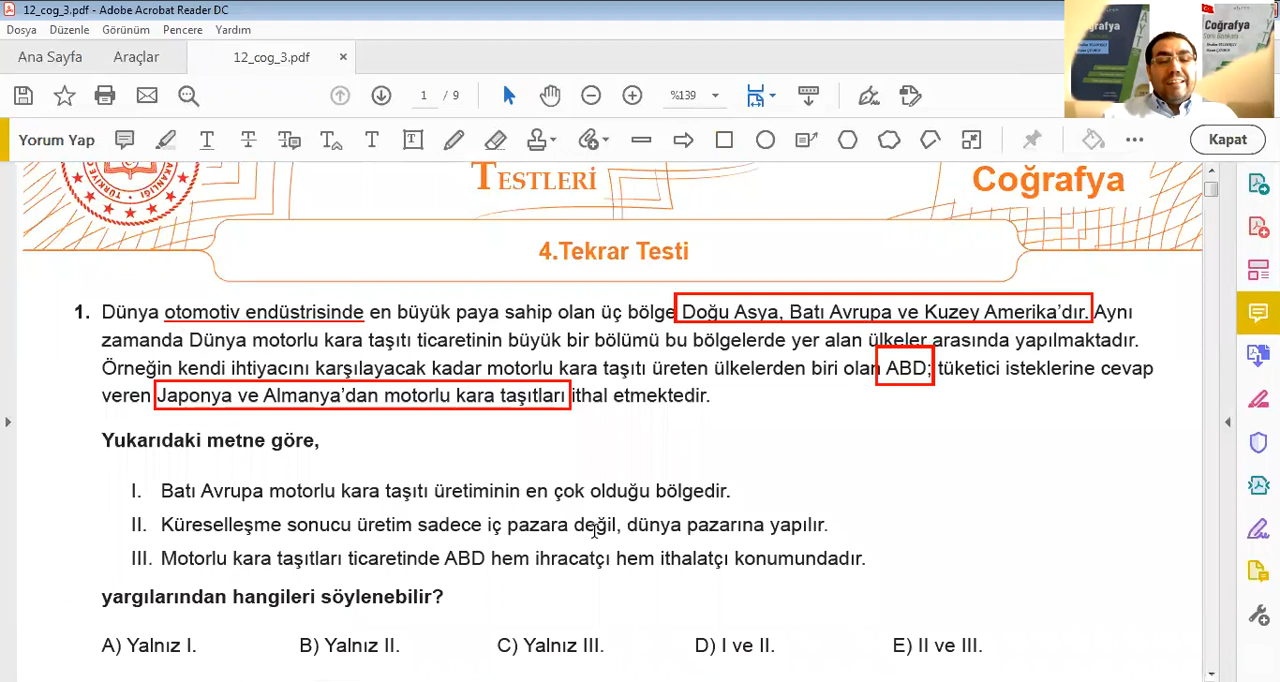 12_cog_3.pdf - Adobe Acrobat Reader DC
Dosya Düzenle Görünüm Pencere Yardım
Ana Sayfa Araçlar 12_cog_3.pdf ×
1 / 9 %139
Yorum Yap
Kapat
Coğrafya
TESTLERİ
Coğrafya
4.Tekrar Testi
1. Dünya otomotiv endüstrisinde en büyük paya sahip olan üç bölge Doğu Asya, Batı Avrupa ve Kuzey Amerika’dır. Aynı
zamanda Dünya motorlu kara taşıtı ticaretinin büyük bir bölümü bu bölgelerde yer alan ülkeler arasında yapılmaktadır.
Örneğin kendi ihtiyacını karşılayacak kadar motorlu kara taşıtı üreten ülkelerden biri olan ABD; tüketici isteklerine cevap
veren Japonya ve Almanya’dan motorlu kara taşıtları ithal etmektedir.
Yukarıdaki metne göre,
I. Batı Avrupa motorlu kara taşıtı üretiminin en çok olduğu bölgedir.
II. Küreselleşme sonucu üretim sadece iç pazara değil, dünya pazarına yapılır.
III. Motorlu kara taşıtları ticaretinde ABD hem ihracatçı hem ithalatçı konumundadır.
yargılarından hangileri söylenebilir?
A) Yalnız I. B) Yalnız II. C) Yalnız III. D) I ve II. E) II ve III.